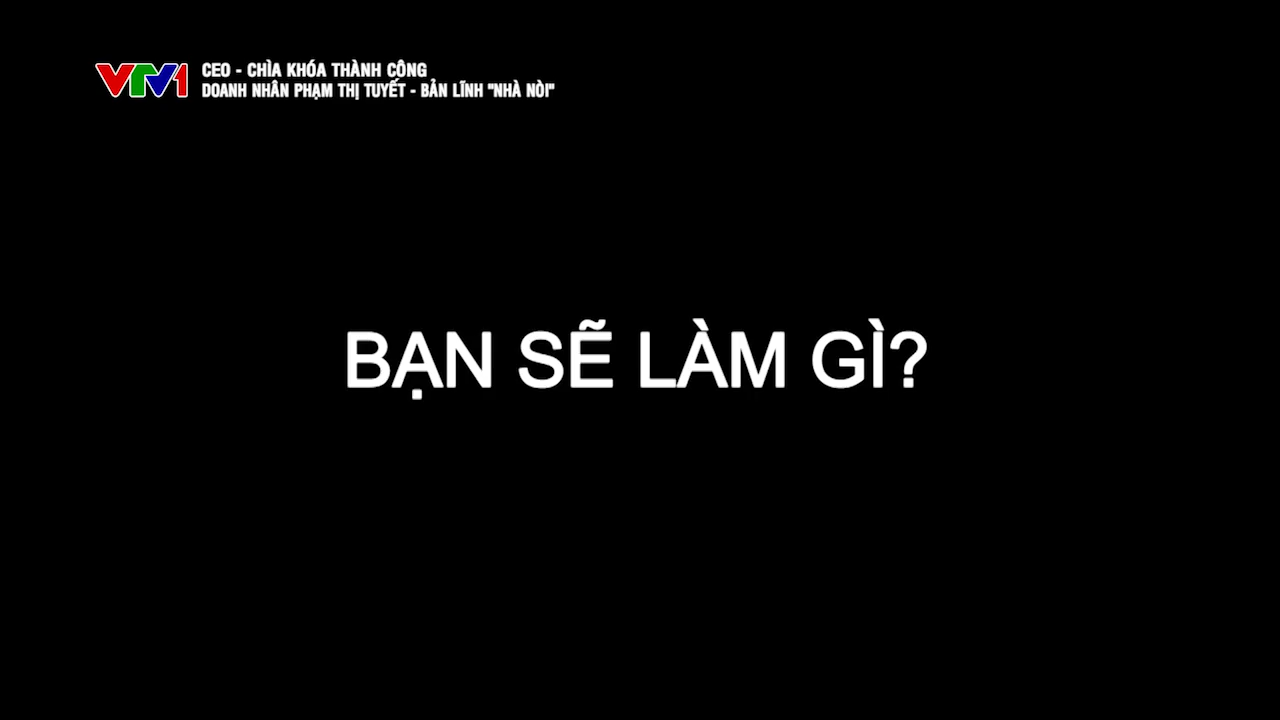 VTV1
CEO - CHÌA KHÓA THÀNH CÔNG
DOANH NHÂN PHẠM THỊ TUYẾT - BẢN LĨNH "NHÀ NÒI"
BẠN SẼ LÀM GÌ?